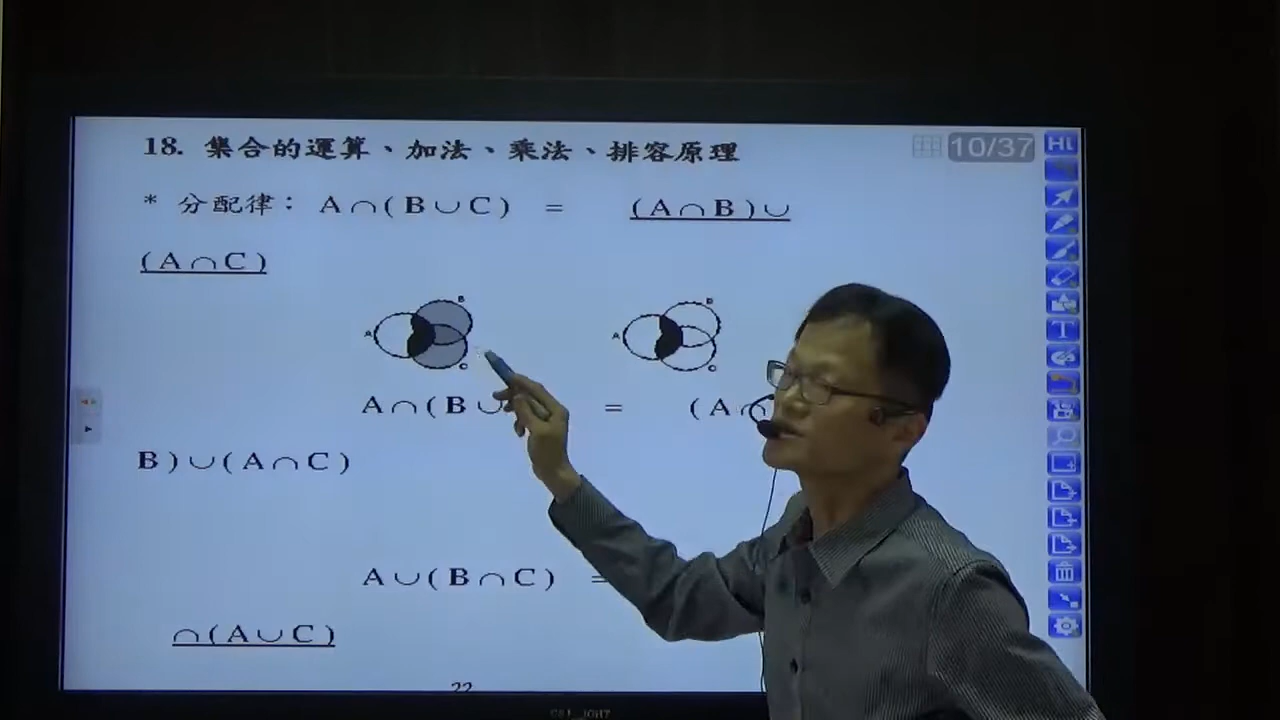 18. 集合的運算、加法、乘法、排容原理
10/37
* 分配律：A∩(B∪C) = (A∩B)∪
(A∩C)
A B C
A B C
A∩(B∪ = (A∩
B)∪(A∩C)
A∪(B∩C) =
∩(A∪C)
22